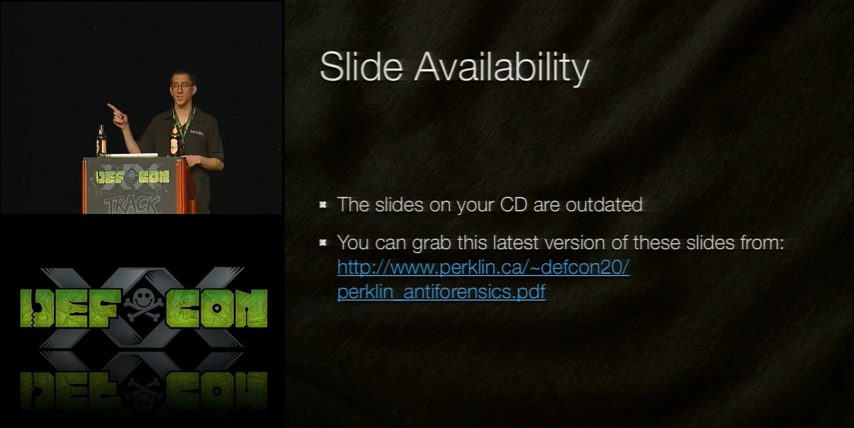 Slide Availability
The slides on your CD are outdated
You can grab this latest version of these slides from:
http://www.perklin.ca/~defcon20/
perklin_antiforensics.pdf
DEF CON
TRACK
XX
DEF CON